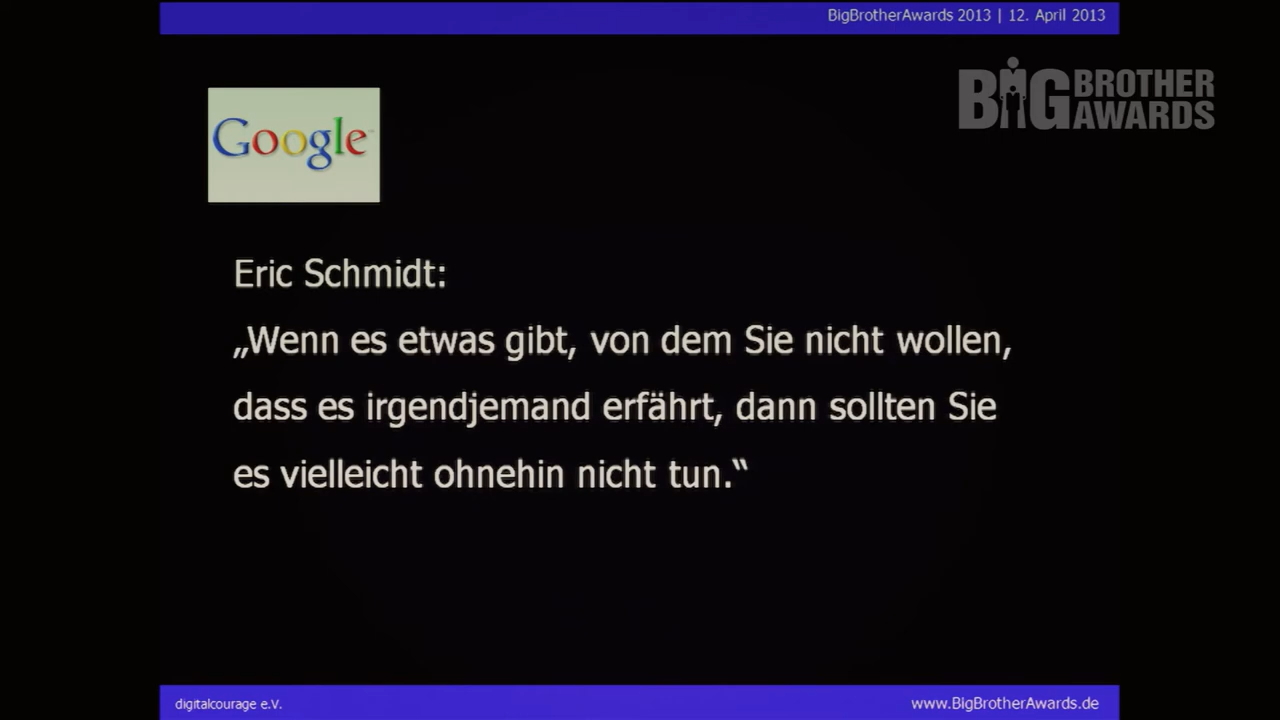 BigBrotherAwards 2013 | 12. April 2013
BIG BROTHER
AWARDS
Google™
Eric Schmidt:
„Wenn es etwas gibt, von dem Sie nicht wollen,
dass es irgendjemand erfährt, dann sollten Sie
es vielleicht ohnehin nicht tun.“
digitalcourage e.V.
www.BigBrotherAwards.de